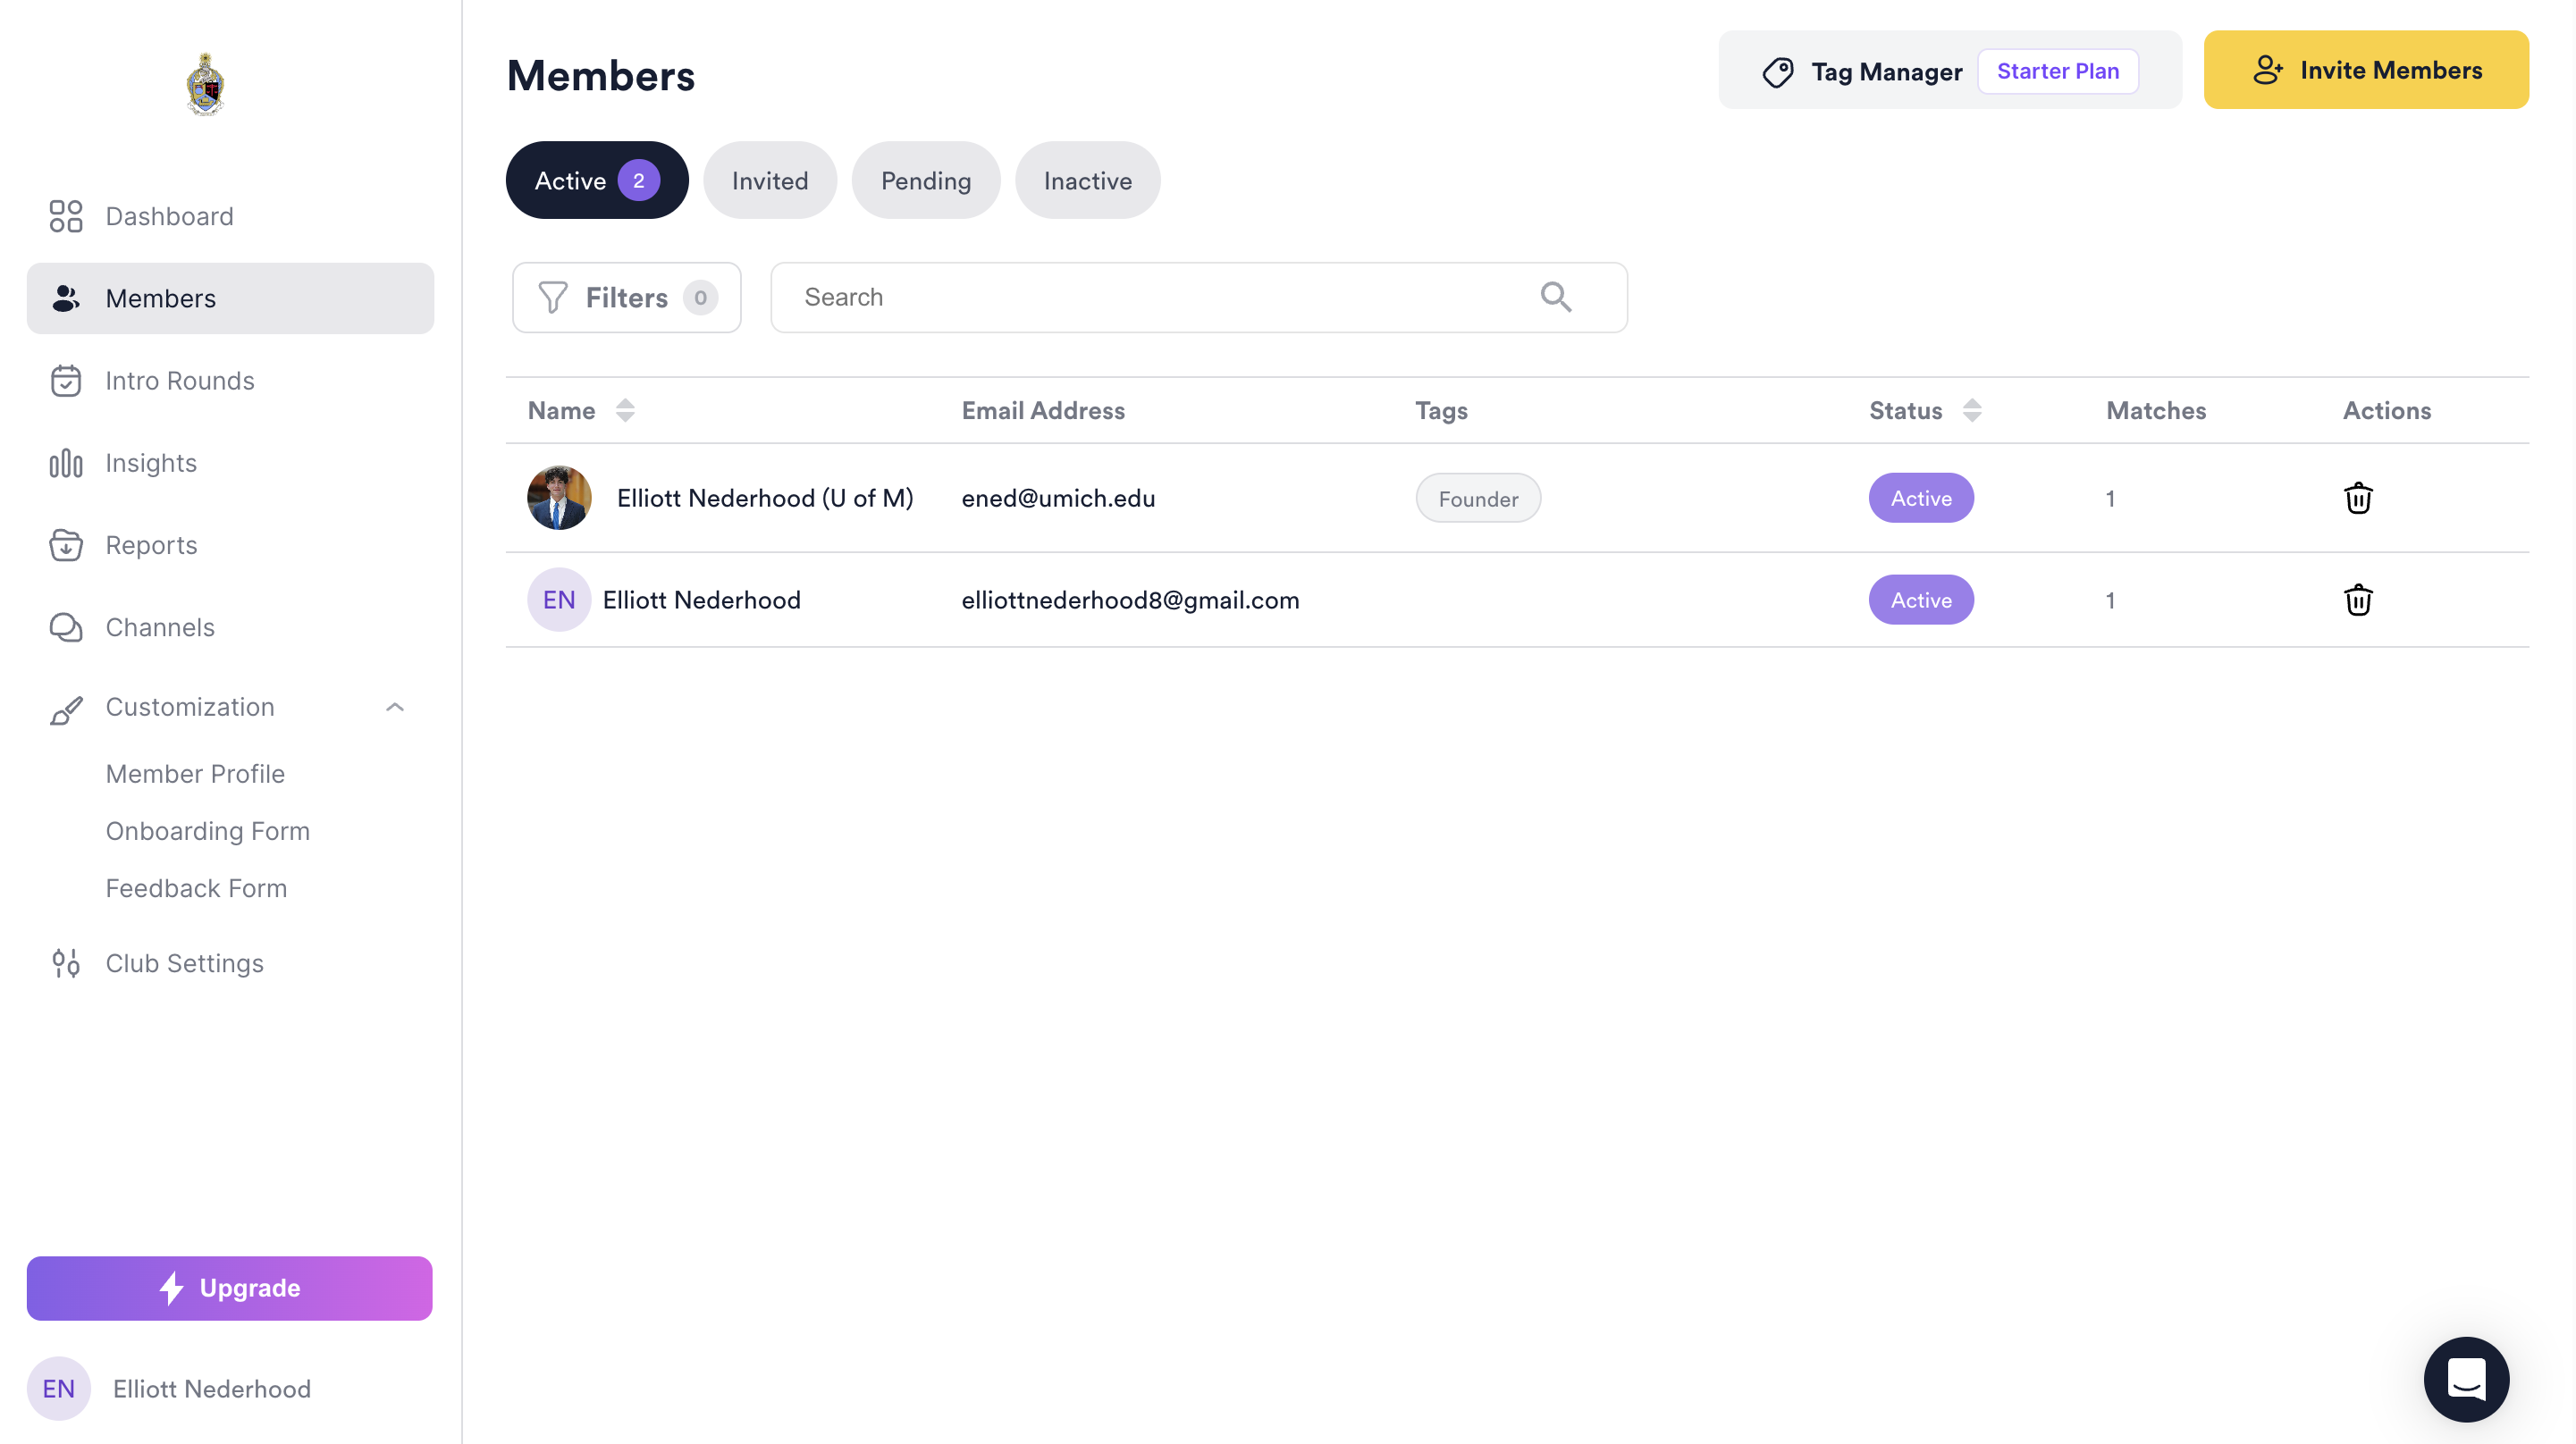 Dashboard
Members
Intro Rounds
Insights
Reports
Channels
Customization
Member Profile
Onboarding Form
Feedback Form
Club Settings
Upgrade
EN Elliott Nederhood
Members
Tag Manager Starter Plan
Invite Members
Active 2 Invited Pending Inactive
Filters 0 Search
Name Email Address Tags Status Matches Actions
Elliott Nederhood (U of M) ened@umich.edu Founder Active 1
EN Elliott Nederhood elliottnederhood8@gmail.com Active 1